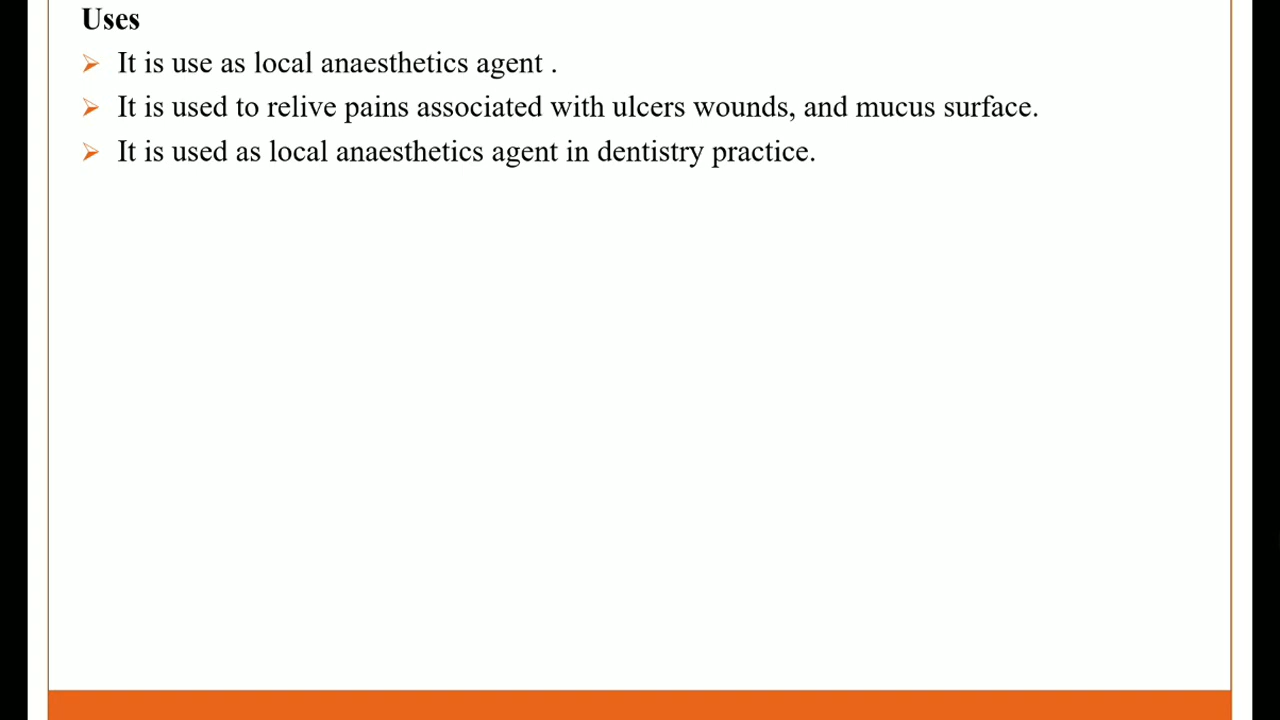 Uses
It is use as local anaesthetics agent .
It is used to relive pains associated with ulcers wounds, and mucus surface.
It is used as local anaesthetics agent in dentistry practice.